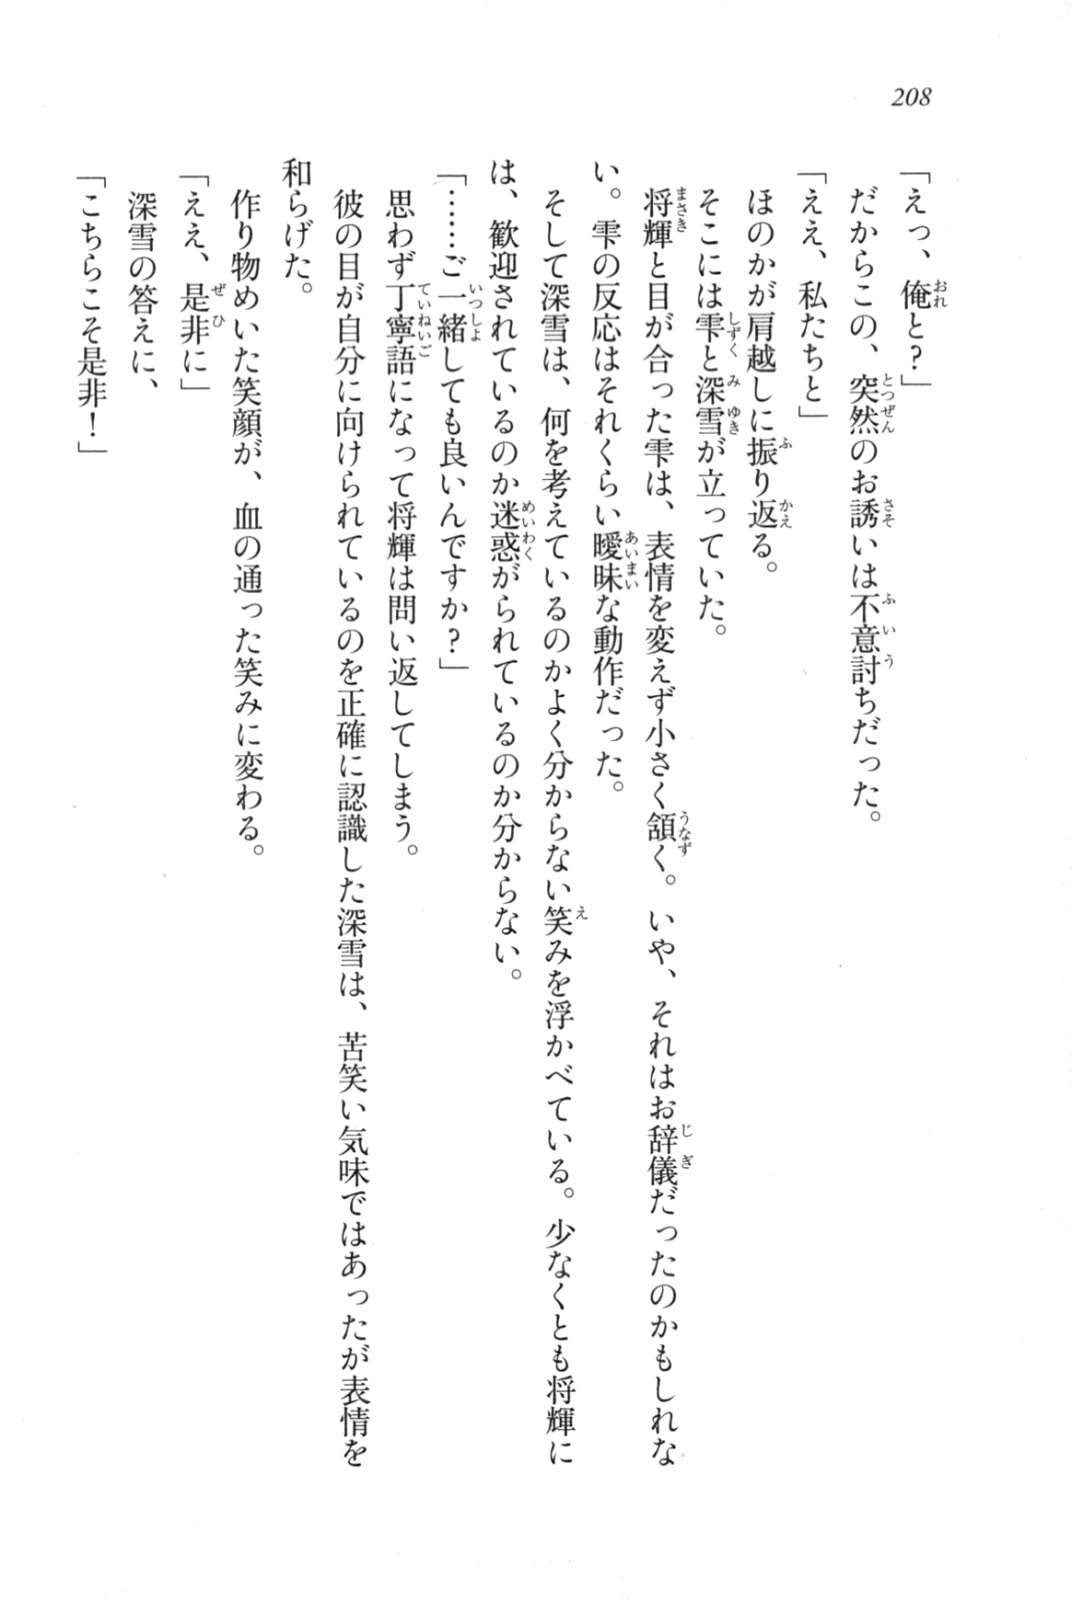 208
「えっ、俺と？」
だからこの、突然のお誘いは不意討ちだった。
「ええ、私たちと」
ほのかが肩越しに振り返る。
そこには雫と深雪が立っていた。
将輝と目が合った雫は、表情を変えず小さく頷く。いや、それはお辞儀だったのかもしれな
い。雫の反応はそれくらい曖昧な動作だった。
そして深雪は、何を考えているのかよく分からない笑みを浮かべている。少なくとも将輝に
は、歓迎されているのか迷惑がられているのか分からない。
「……ご一緒しても良いんですか？」
思わず丁寧語になって将輝は問い返してしまう。
彼の目が自分に向けられているのを正確に認識した深雪は、苦笑い気味ではあったが表情を
和らげた。
作り物めいた笑顔が、血の通った笑みに変わる。
「ええ、是非に」
深雪の答えに、
「こちらこそ是非！」